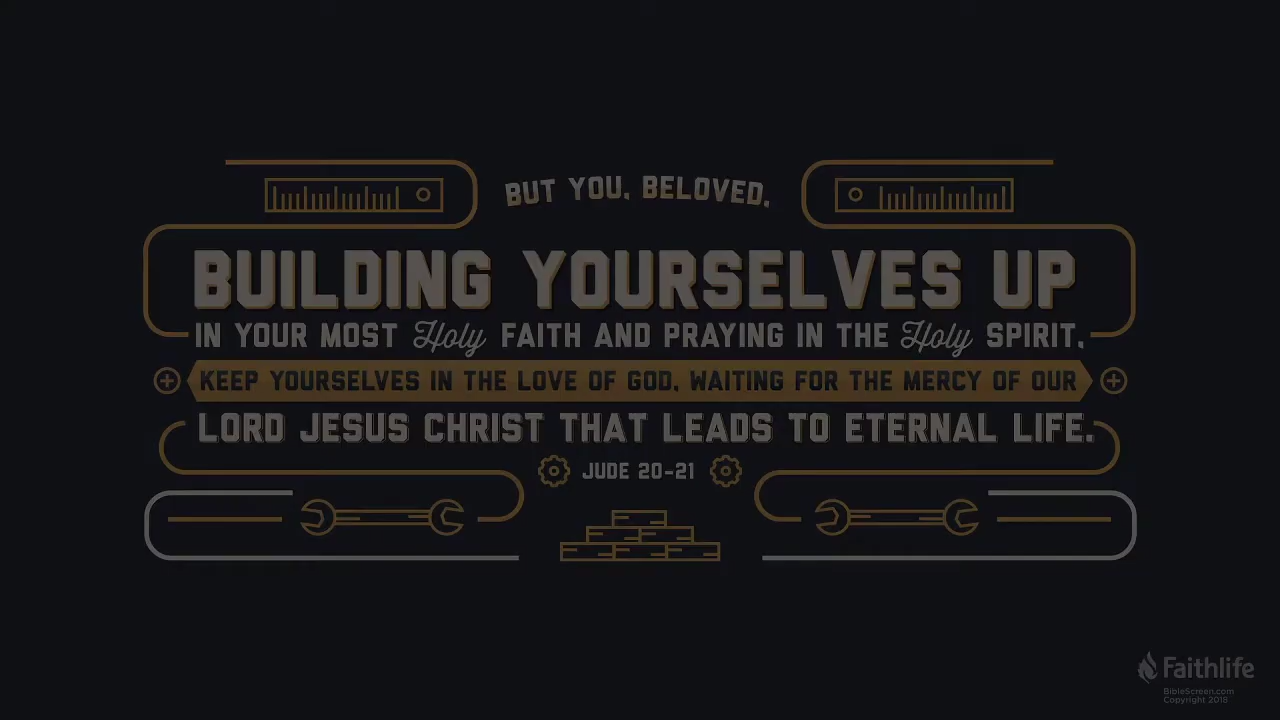 BUT YOU, BELOVED,
BUILDING YOURSELVES UP
IN YOUR MOST Holy FAITH AND PRAYING IN THE Holy SPIRIT,
KEEP YOURSELVES IN THE LOVE OF GOD, WAITING FOR THE MERCY OF OUR
LORD JESUS CHRIST THAT LEADS TO ETERNAL LIFE.
JUDE 20-21
Faithlife
BibleScreen.com
Copyright 2015